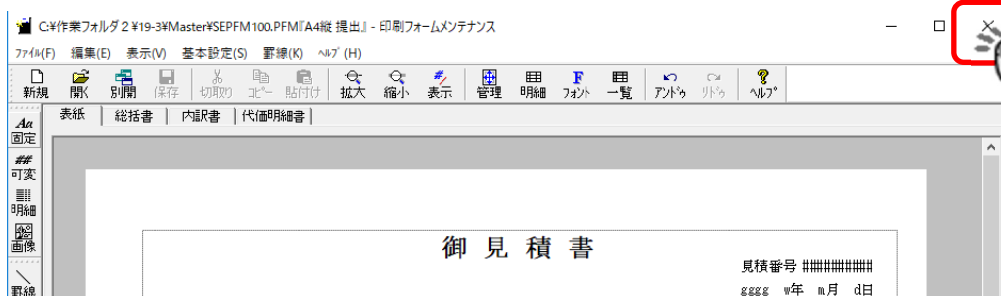 C:¥作業フォルダ２¥19-3¥Master¥SEPFM100.PFM『A4縦 提出』 - 印刷フォームメンテナンス
ﾌｧｲﾙ(F) 編集(E) 表示(V) 基本設定(S) 罫線(K) ﾍﾙﾌﾟ(H)
新規 開く 別開 保存 切取り ｺﾋﾟｰ 貼付け 拡大 縮小 表示 管理 明細 ﾌｫﾝﾄ 一覧 ｱﾝﾄﾞｩ ﾘﾄﾞｩ ﾍﾙﾌﾟ
表紙 総括書 内訳書 代価明細書
Aa
固定
##
可変
明細
画像
罫線
御 見 積 書
見積番号 ############
gggg w年 m月 d日